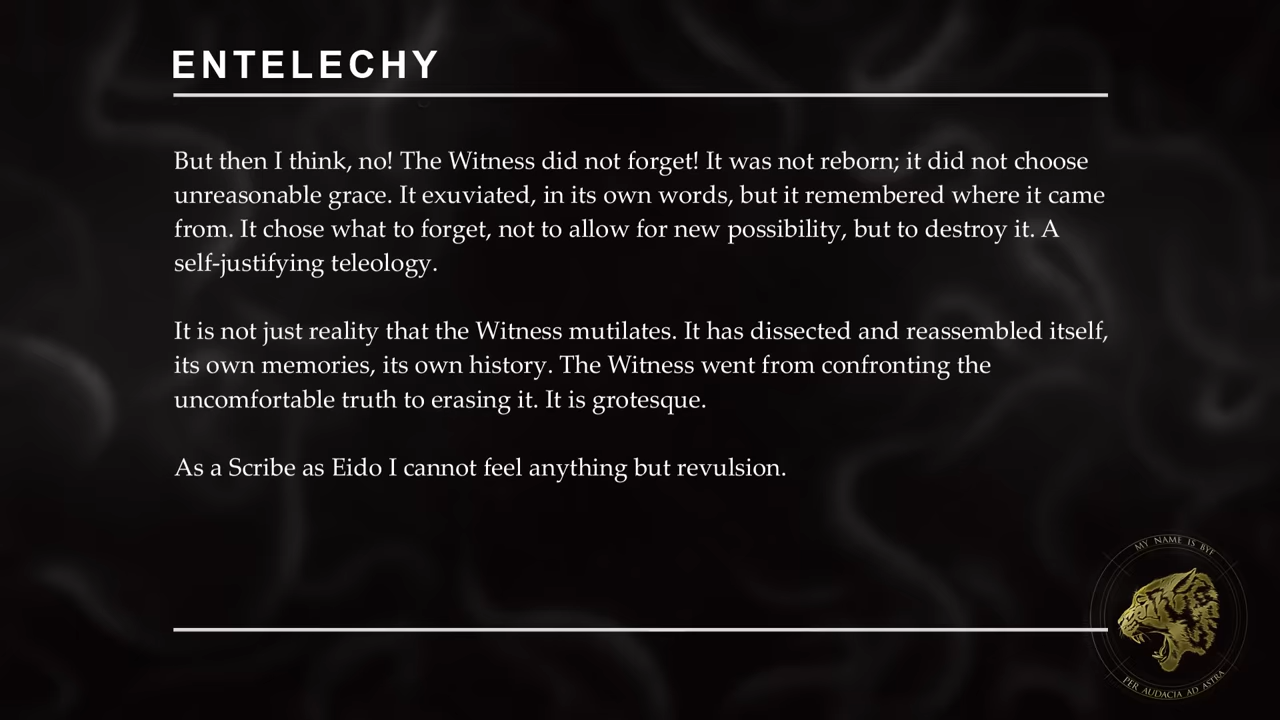 ENTELECHY
But then I think, no! The Witness did not forget! It was not reborn; it did not choose
unreasonable grace. It exuviated, in its own words, but it remembered where it came
from. It chose what to forget, not to allow for new possibility, but to destroy it. A
self-justifying teleology.
It is not just reality that the Witness mutilates. It has dissected and reassembled itself,
its own memories, its own history. The Witness went from confronting the
uncomfortable truth to erasing it. It is grotesque.
As a Scribe as Eido I cannot feel anything but revulsion.
MY NAME IS BYF
PER AUDACIA AD ASTRA